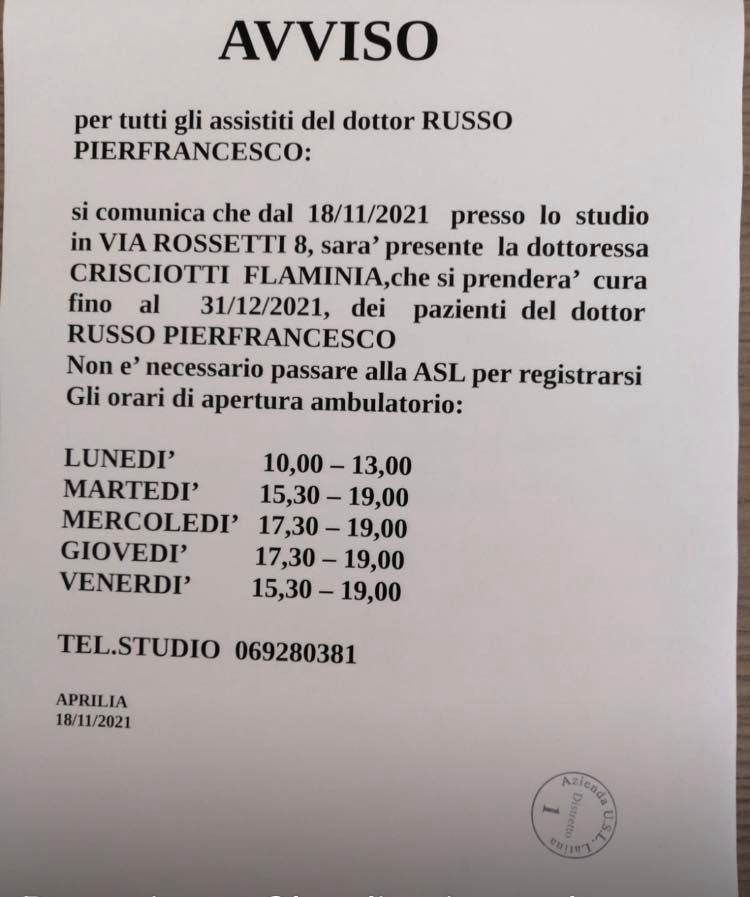 AVVISO
per tutti gli assistiti del dottor RUSSO
PIERFRANCESCO:
si comunica che dal 18/11/2021 presso lo studio
in VIA ROSSETTI 8, sara’ presente la dottoressa
CRISCIOTTI FLAMINIA,che si prendera’ cura
fino al 31/12/2021, dei pazienti del dottor
RUSSO PIERFRANCESCO
Non e’ necessario passare alla ASL per registrarsi
Gli orari di apertura ambulatorio:
LUNEDI’ 10,00 – 13,00
MARTEDI’ 15,30 – 19,00
MERCOLEDI’ 17,30 – 19,00
GIOVEDI’ 17,30 – 19,00
VENERDI’ 15,30 – 19,00
TEL.STUDIO 069280381
APRILIA
18/11/2021
Azienda U.S.L. Latina
Distretto
1